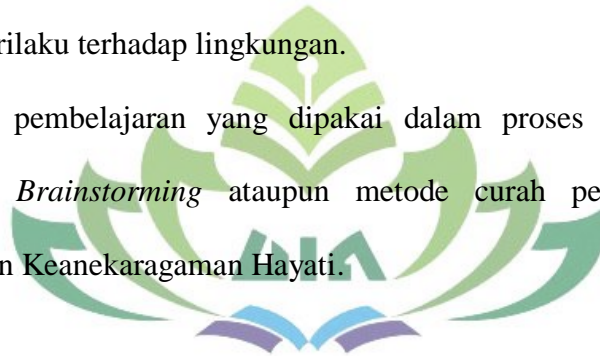 rilaku terhadap lingkungan.
pembelajaran yang dipakai dalam proses
Brainstorming ataupun metode curah pe
n Keanekaragaman Hayati.